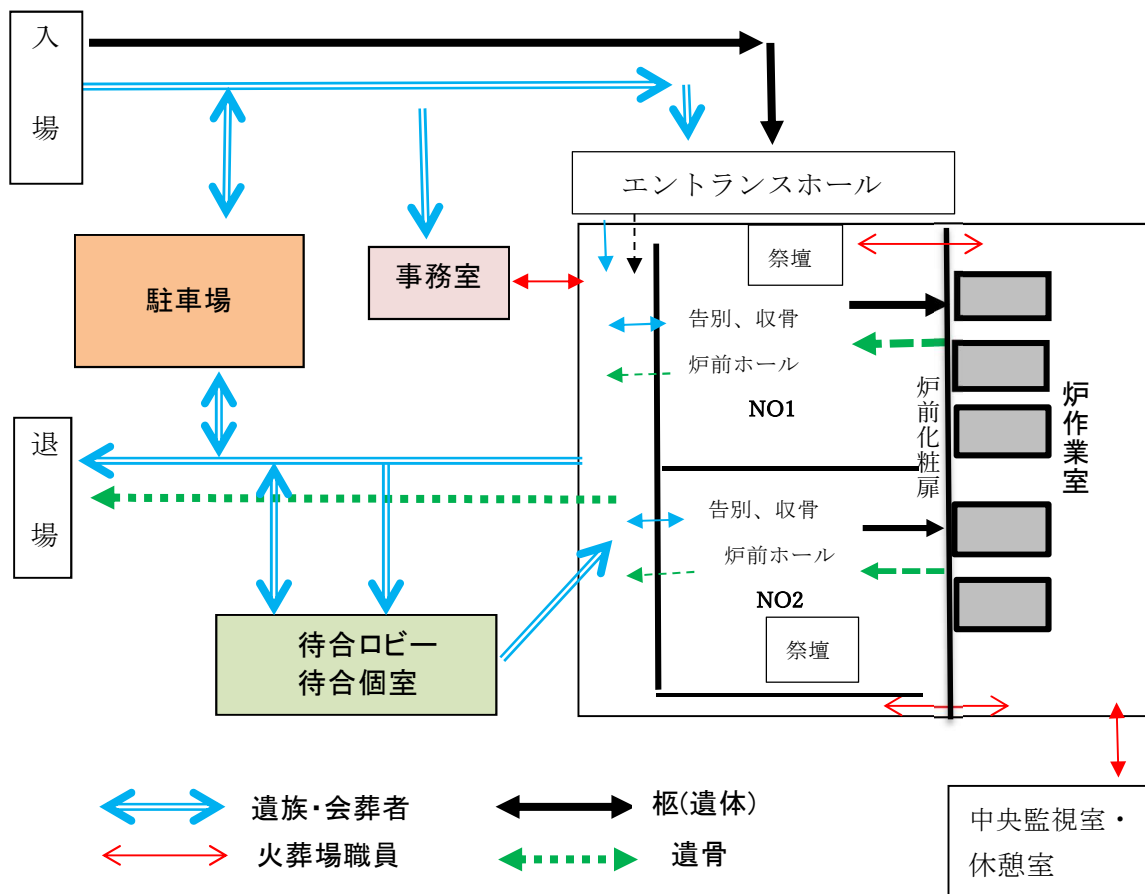 入場
エントランスホール
祭壇
事務室
駐車場
告別、収骨
炉前ホール
NO1
炉前化粧扉
炉作業室
退場
告別、収骨
炉前ホール
NO2
祭壇
待合ロビー
待合個室
遺族・会葬者
柩(遺体)
火葬場職員
遺骨
中央監視室・
休憩室